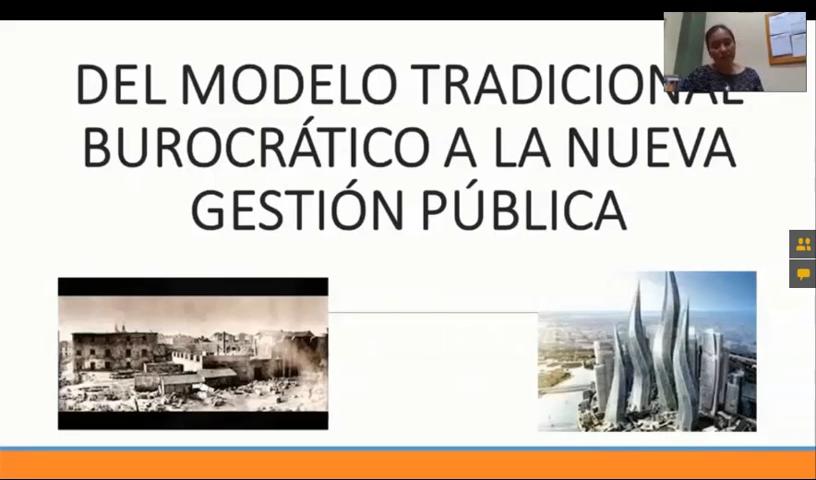 DEL MODELO TRADICIONAL
BUROCRÁTICO A LA NUEVA
GESTIÓN PÚBLICA